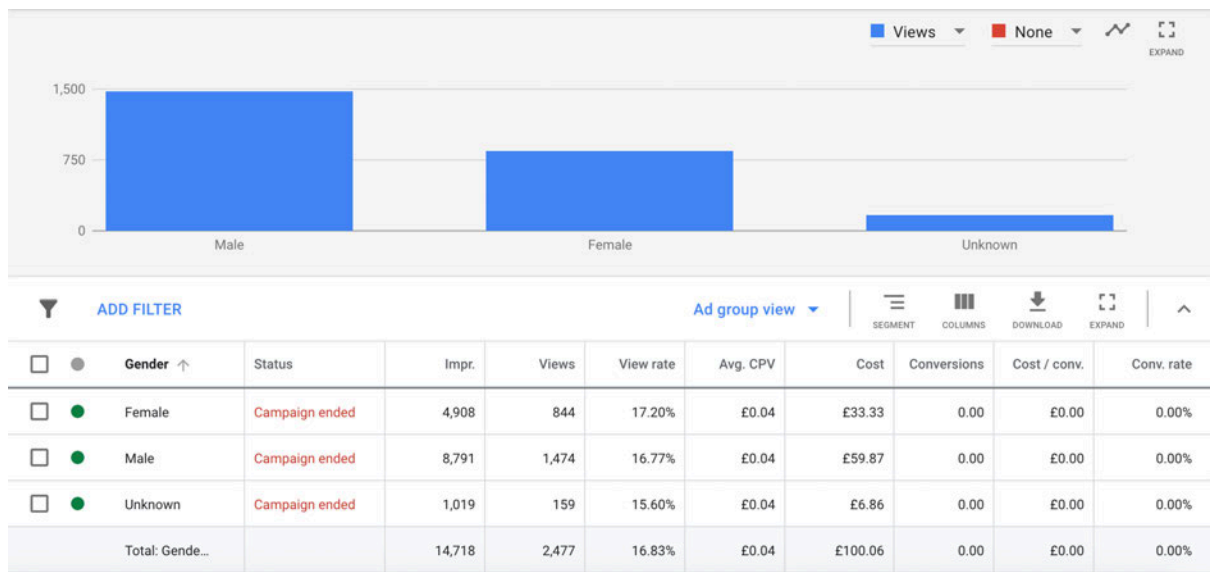 Views None
EXPAND
1,500
750
0
Male Female Unknown
ADD FILTER Ad group view SEGMENT COLUMNS DOWNLOAD EXPAND
Gender Status Impr. Views View rate Avg. CPV Cost Conversions Cost / conv. Conv. rate
Female Campaign ended 4,908 844 17.20% £0.04 £33.33 0.00 £0.00 0.00%
Male Campaign ended 8,791 1,474 16.77% £0.04 £59.87 0.00 £0.00 0.00%
Unknown Campaign ended 1,019 159 15.60% £0.04 £6.86 0.00 £0.00 0.00%
Total: Gende... 14,718 2,477 16.83% £0.04 £100.06 0.00 £0.00 0.00%